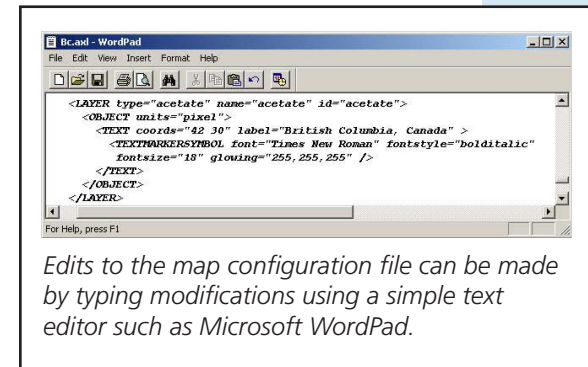 Bc.axl - WordPad
File Edit View Insert Format Help
<LAYER type="acetate" name="acetate" id="acetate">
<OBJECT units="pixel">
<TEXT coords="42 30" label="British Columbia, Canada" >
<TEXTMARKERSYMBOL font="Times New Roman" fontstyle="bolditalic"
fontsize="18" glowing="255,255,255" />
</TEXT>
</OBJECT>
</LAYER>
For Help, press F1
Edits to the map configuration file can be made
by typing modifications using a simple text
editor such as Microsoft WordPad.